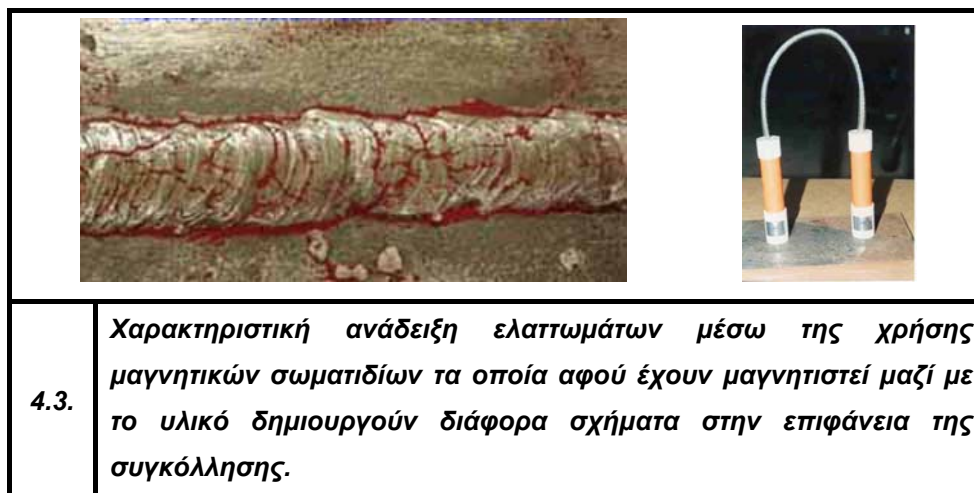 4.3.
Χαρακτηριστική ανάδειξη ελαττωμάτων μέσω της χρήσης
μαγνητικών σωματιδίων τα οποία αφού έχουν μαγνητιστεί μαζί με
το υλικό δημιουργούν διάφορα σχήματα στην επιφάνεια της
συγκόλλησης.